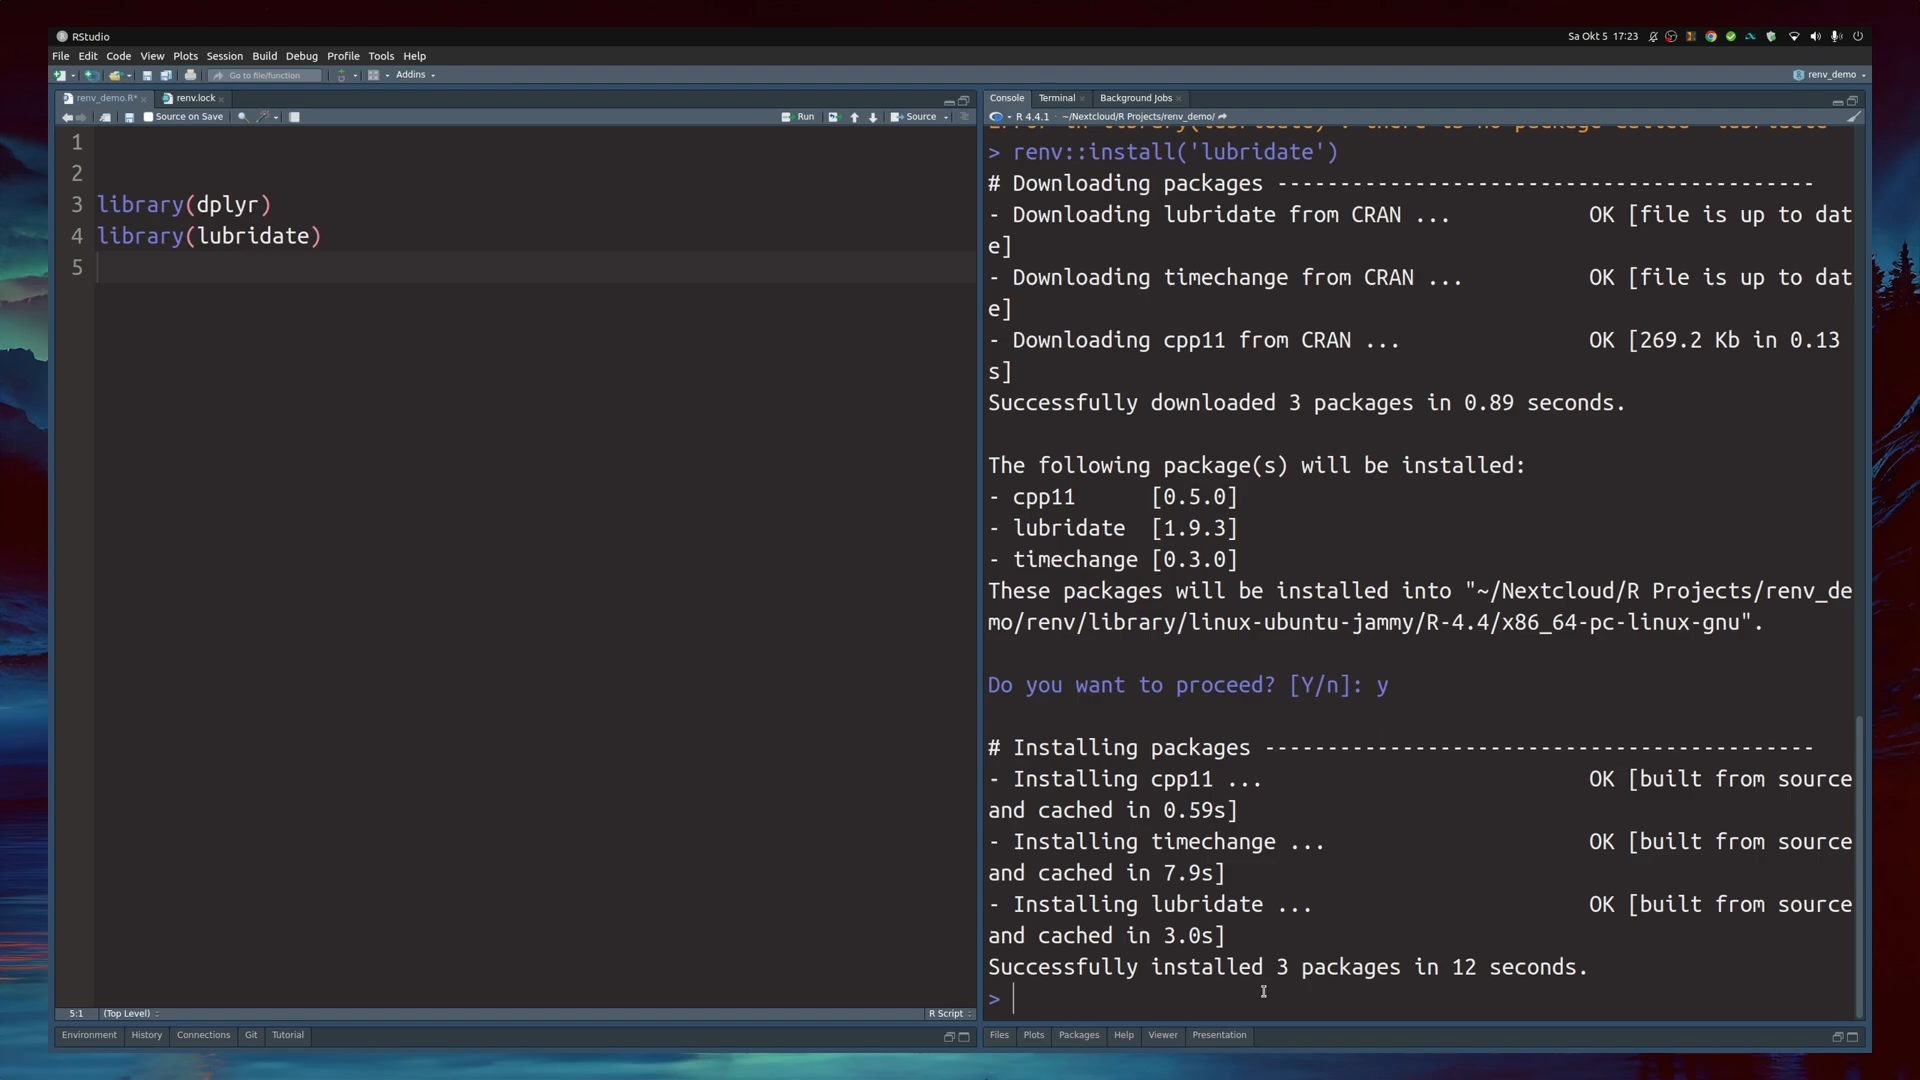 RStudio
Sa Okt 5 17:23
File Edit Code View Plots Session Build Debug Profile Tools Help
Go to file/function
Addins
renv_demo
renv_demo.R*
renv.lock
Source on Save
Run
Source
1
2
3 library(dplyr)
4 library(lubridate)
5
5:1 (Top Level)
R Script
Environment History Connections Git Tutorial
Console Terminal Background Jobs
R 4.4.1 · ~/Nextcloud/R Projects/renv_demo/
> renv::install('lubridate')
# Downloading packages -------------------------------------------
- Downloading lubridate from CRAN ... OK [file is up to dat
e]
- Downloading timechange from CRAN ... OK [file is up to dat
e]
- Downloading cpp11 from CRAN ... OK [269.2 Kb in 0.13
s]
Successfully downloaded 3 packages in 0.89 seconds.
The following package(s) will be installed:
- cpp11 [0.5.0]
- lubridate [1.9.3]
- timechange [0.3.0]
These packages will be installed into "~/Nextcloud/R Projects/renv_de
mo/renv/library/linux-ubuntu-jammy/R-4.4/x86_64-pc-linux-gnu".
Do you want to proceed? [Y/n]: y
# Installing packages --------------------------------------------
- Installing cpp11 ... OK [built from source
and cached in 0.59s]
- Installing timechange ... OK [built from source
and cached in 7.9s]
- Installing lubridate ... OK [built from source
and cached in 3.0s]
Successfully installed 3 packages in 12 seconds.
>
Files Plots Packages Help Viewer Presentation